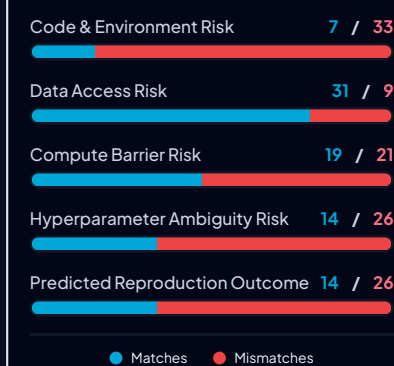 Code & Environment Risk 7 / 33
Data Access Risk 31 / 9
Compute Barrier Risk 19 / 21
Hyperparameter Ambiguity Risk 14 / 26
Predicted Reproduction Outcome 14 / 26
Matches Mismatches